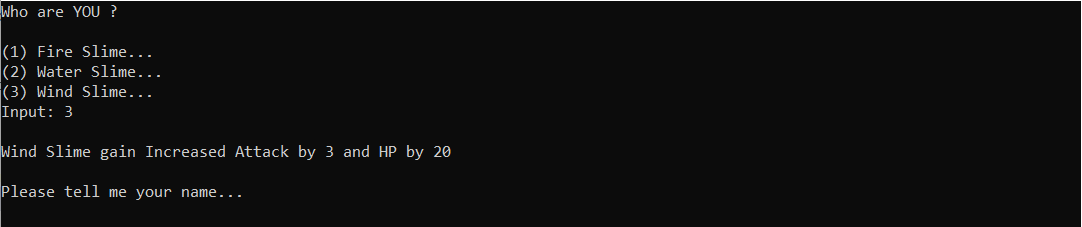 Who are YOU ?
(1) Fire Slime...
(2) Water Slime...
(3) Wind Slime...
Input: 3
Wind Slime gain Increased Attack by 3 and HP by 20
Please tell me your name...